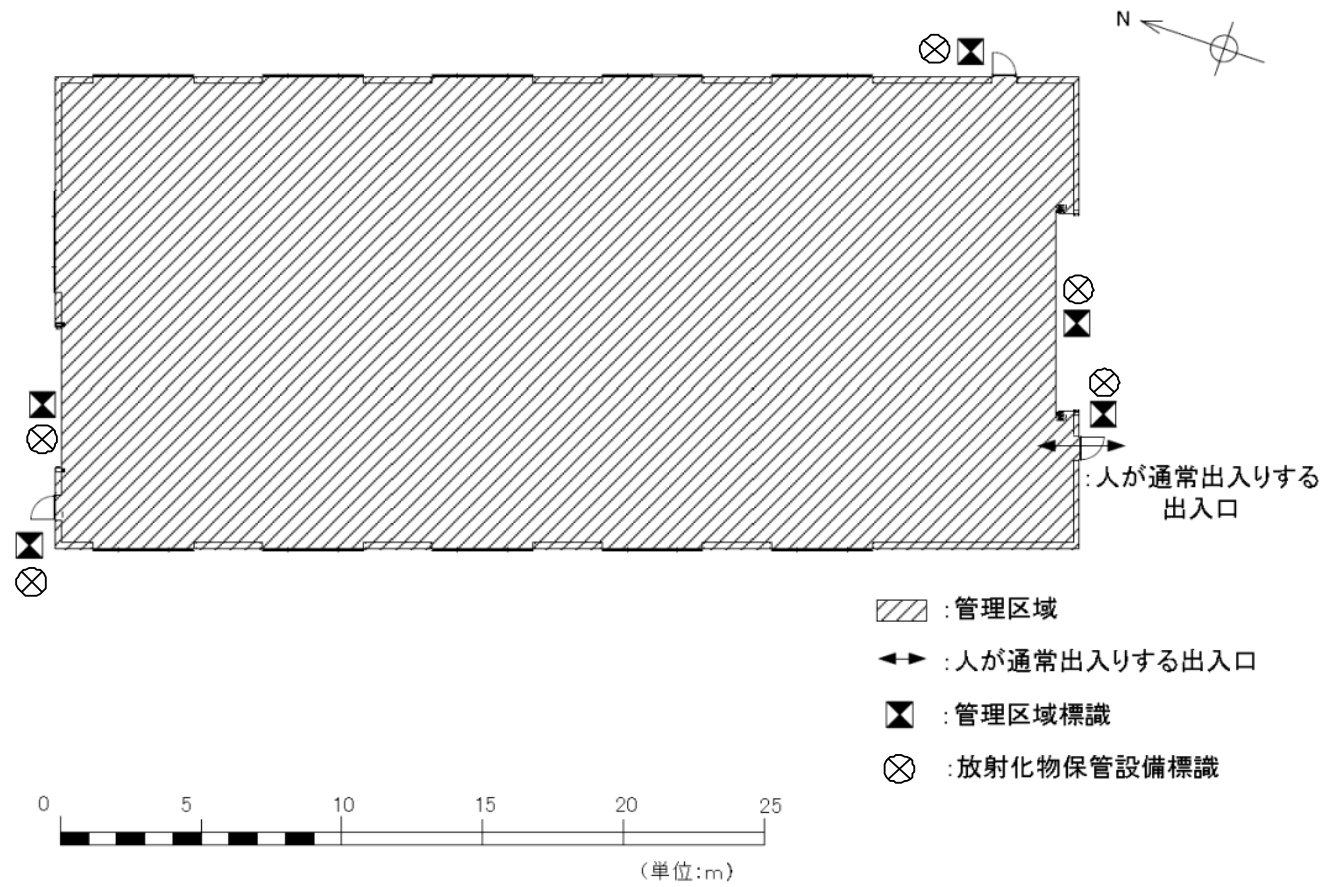 N
:人が通常出入りする
出入口
:管理区域
:人が通常出入りする出入口
:管理区域標識
:放射化物保管設備標識
0 5 10 15 20 25
(単位:m)